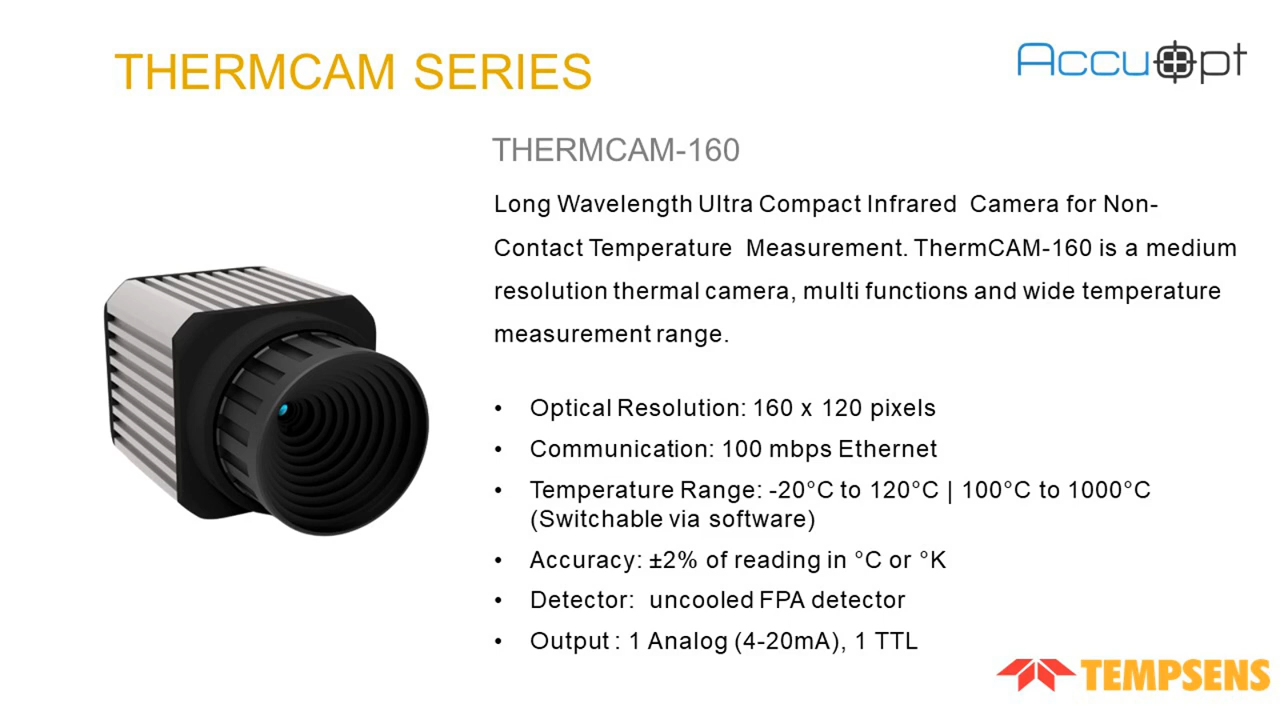 THERMCAM SERIES
AccuOpt
THERMCAM-160
Long Wavelength Ultra Compact Infrared Camera for Non-
Contact Temperature Measurement. ThermCAM-160 is a medium
resolution thermal camera, multi functions and wide temperature
measurement range.
• Optical Resolution: 160 x 120 pixels
• Communication: 100 mbps Ethernet
• Temperature Range: -20°C to 120°C | 100°C to 1000°C
(Switchable via software)
• Accuracy: ±2% of reading in °C or °K
• Detector: uncooled FPA detector
• Output : 1 Analog (4-20mA), 1 TTL
TEMPSENS